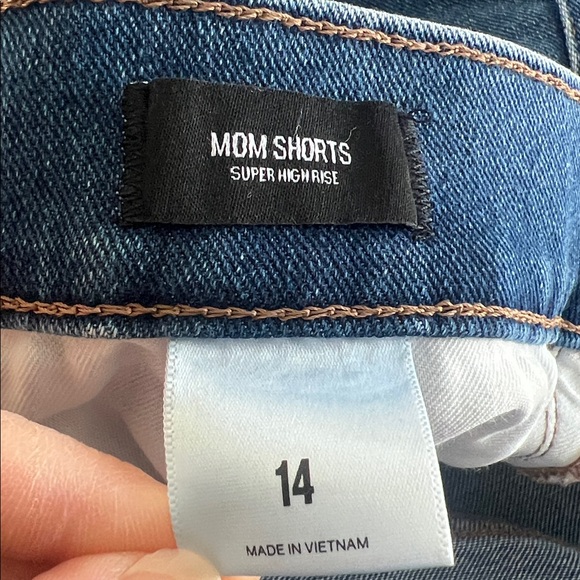 MOM SHORTS
SUPER HIGH RISE
14
MADE IN VIETNAM